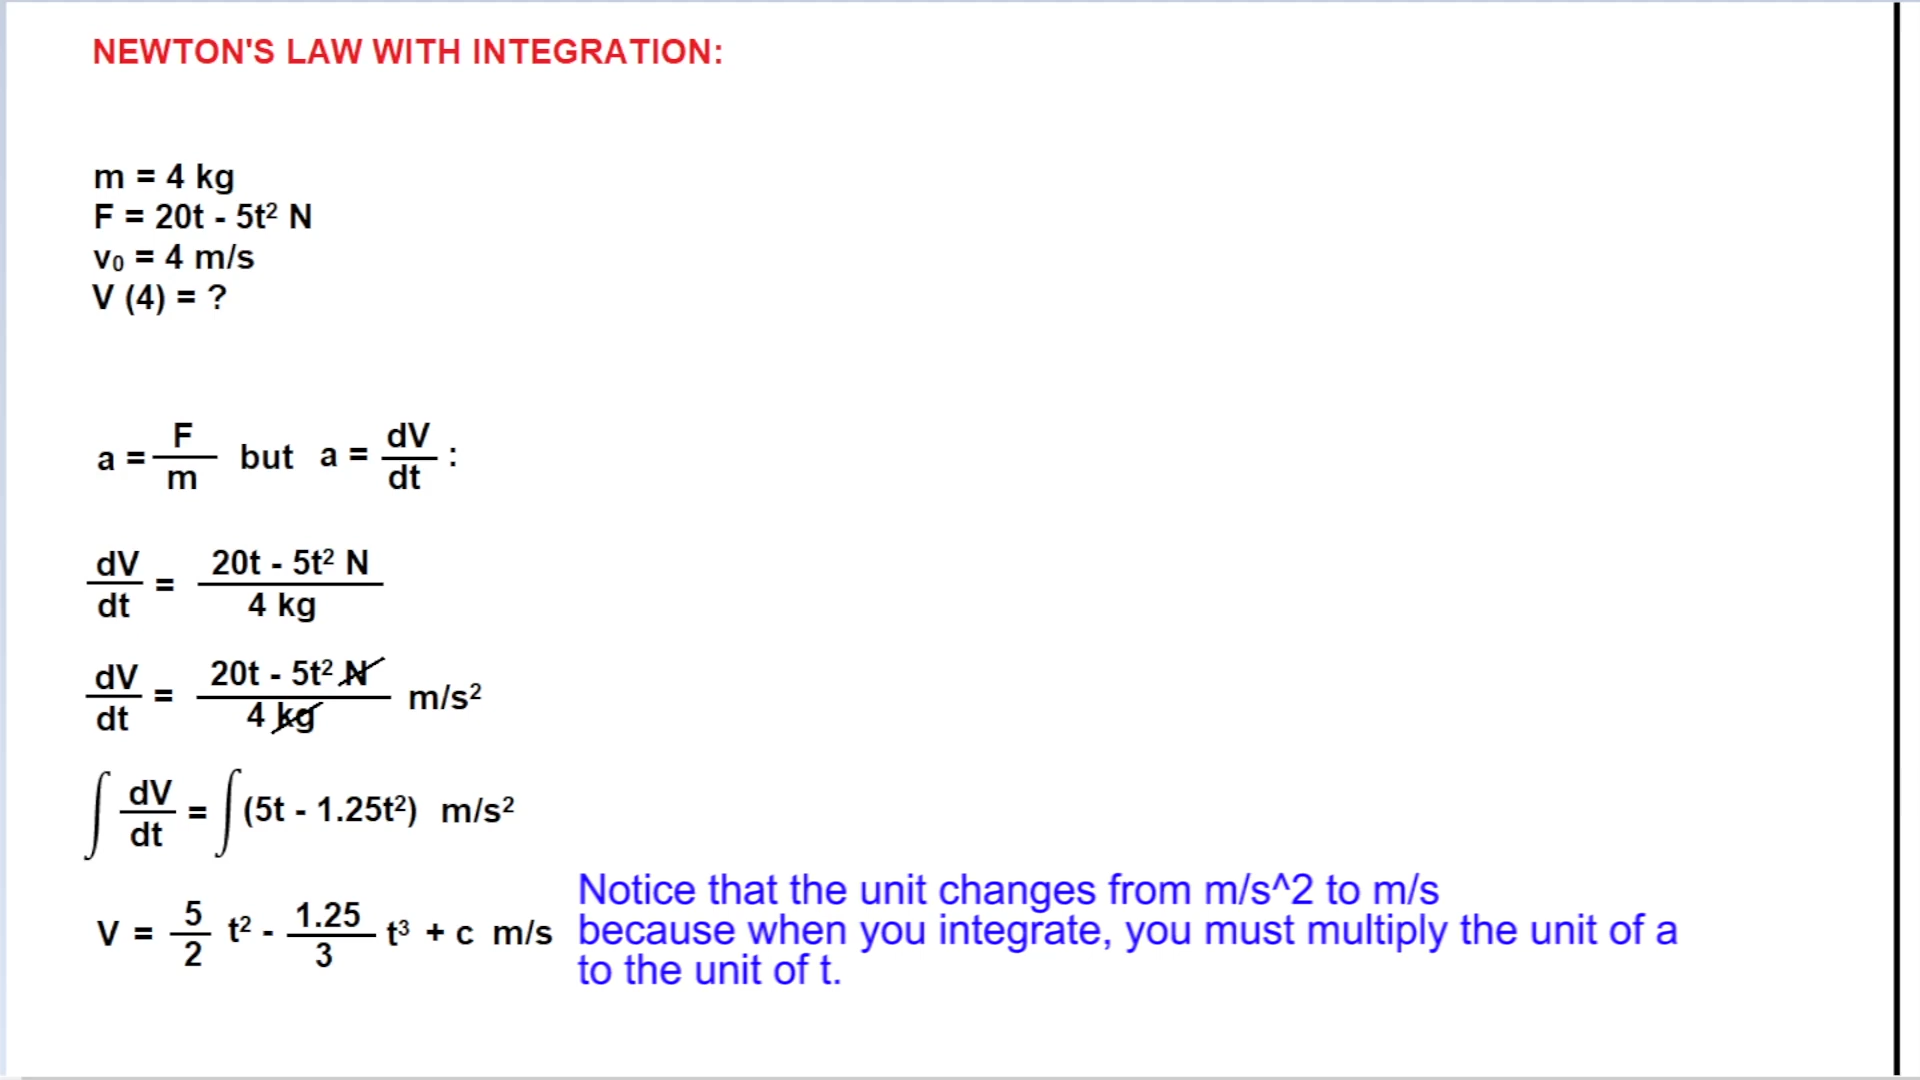 NEWTON'S LAW WITH INTEGRATION:
m = 4 kg
F = 20t - 5t² N
v₀ = 4 m/s
V (4) = ?
a = F/m but a = dV/dt :
dV/dt = 20t - 5t² N / 4 kg
dV/dt = 20t - 5t² N / 4 kg m/s²
∫ dV/dt = ∫ (5t - 1.25t²) m/s²
V = 5/2 t² - 1.25/3 t³ + c m/s
Notice that the unit changes from m/s^2 to m/s
because when you integrate, you must multiply the unit of a
to the unit of t.